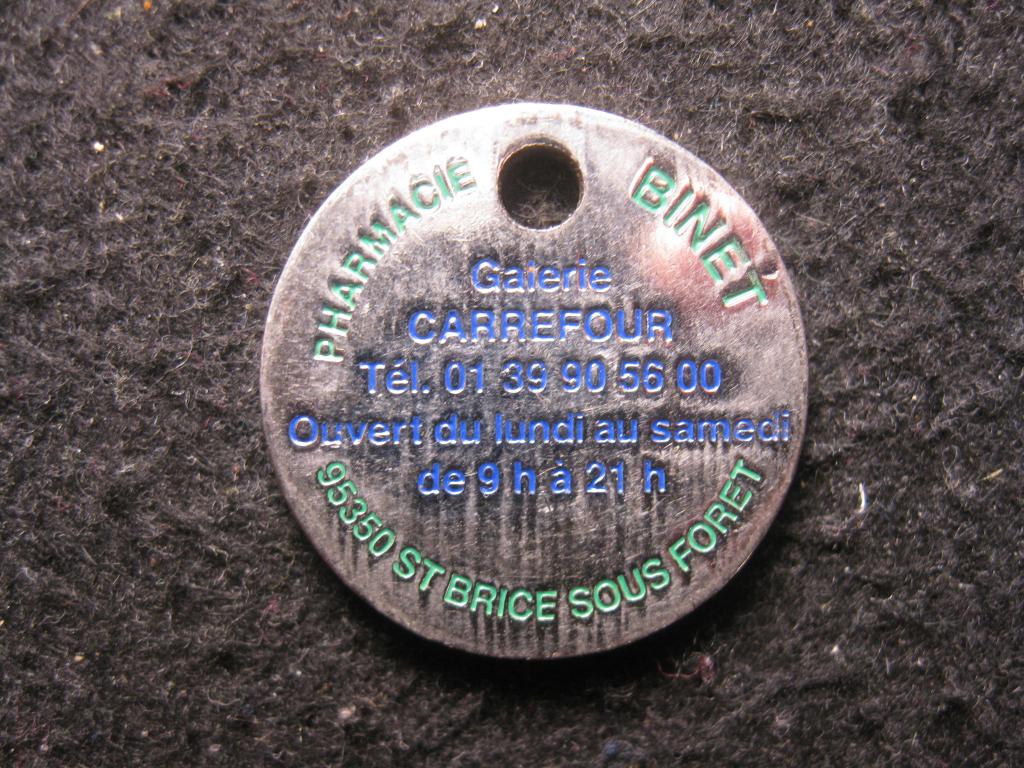 PHARMACIE BINET
Galerie
CARREFOUR
Tél. 01 39 90 56 00
Ouvert du lundi au samedi
de 9 h à 21 h
95350 ST BRICE SOUS FORET